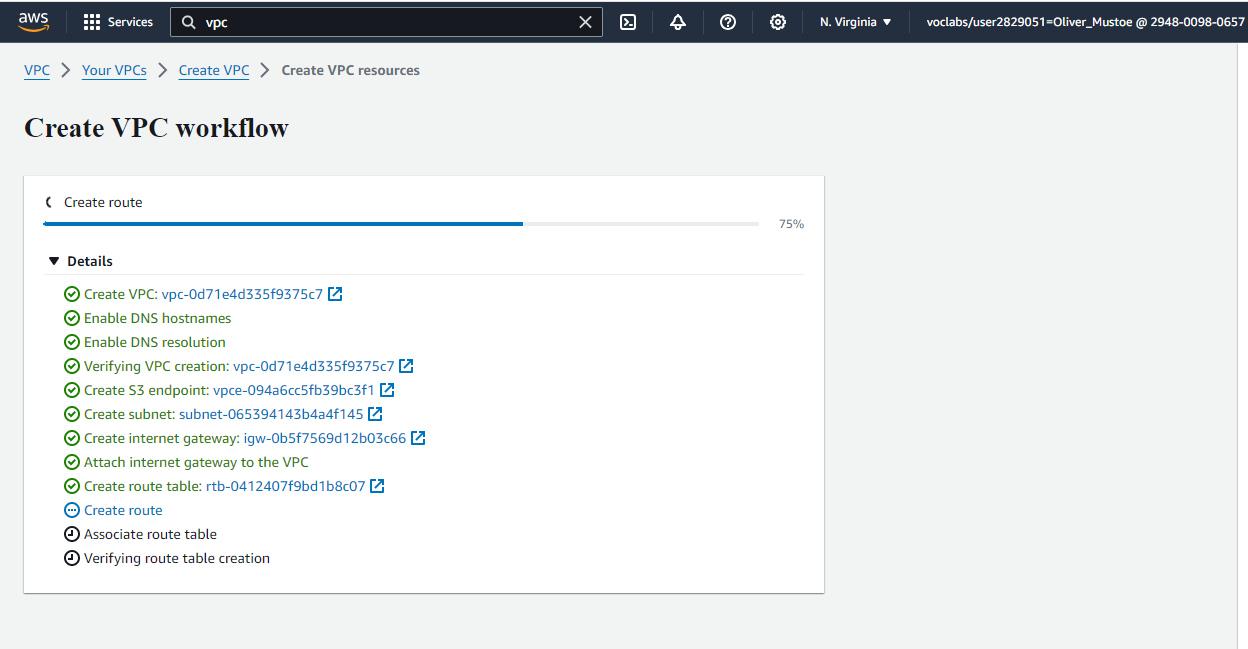 aws Services vpc N. Virginia voclabs/user2829051=Oliver_Mustoe @ 2948-0098-0657
VPC Your VPCs Create VPC Create VPC resources
Create VPC workflow
Create route
75%
Details
Create VPC: vpc-0d71e4d335f9375c7
Enable DNS hostnames
Enable DNS resolution
Verifying VPC creation: vpc-0d71e4d335f9375c7
Create S3 endpoint: vpce-094a6cc5fb39bc3f1
Create subnet: subnet-065394143b4a4f145
Create internet gateway: igw-0b5f7569d12b03c66
Attach internet gateway to the VPC
Create route table: rtb-0412407f9bd1b8c07
Create route
Associate route table
Verifying route table creation